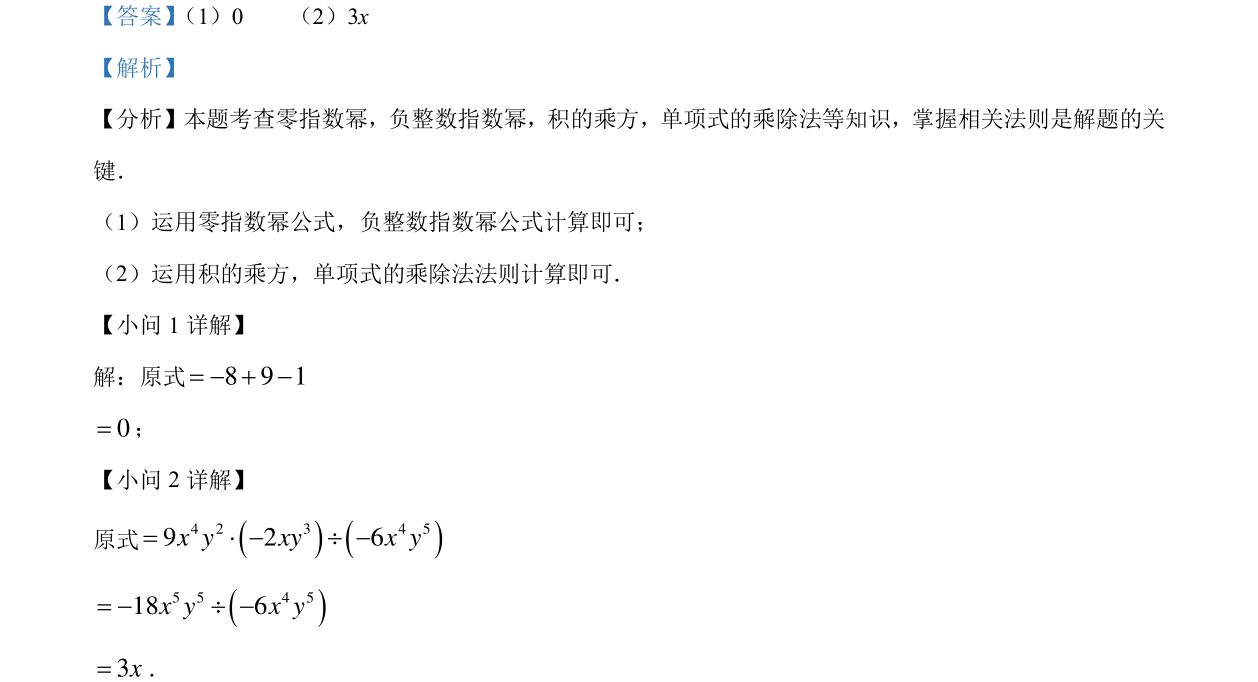 【答案】（1）0 （2）3x
【解析】
【分析】本题考查零指数幂，负整数指数幂，积的乘方，单项式的乘除法等知识，掌握相关法则是解题的关
键．
（1）运用零指数幂公式，负整数指数幂公式计算即可；
（2）运用积的乘方，单项式的乘除法法则计算即可．
【小问 1 详解】
解：原式＝−8＋9−1
＝0；
【小问 2 详解】
原式＝9x⁴y²·(−2xy³)÷(−6x⁴y⁵)
＝−18x⁵y⁵÷(−6x⁴y⁵)
＝3x．